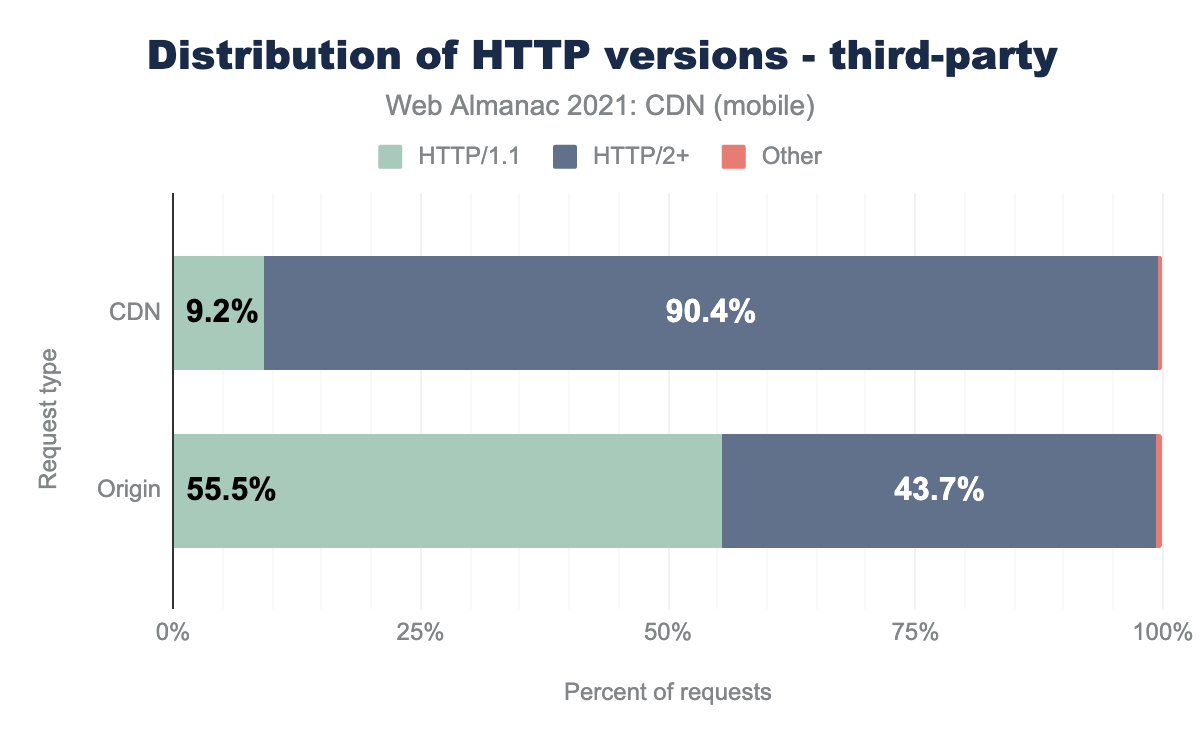 Distribution of HTTP versions - third-party
Web Almanac 2021: CDN (mobile)
HTTP/1.1 HTTP/2+ Other
Request type
CDN 9.2% 90.4%
Origin 55.5% 43.7%
0% 25% 50% 75% 100%
Percent of requests